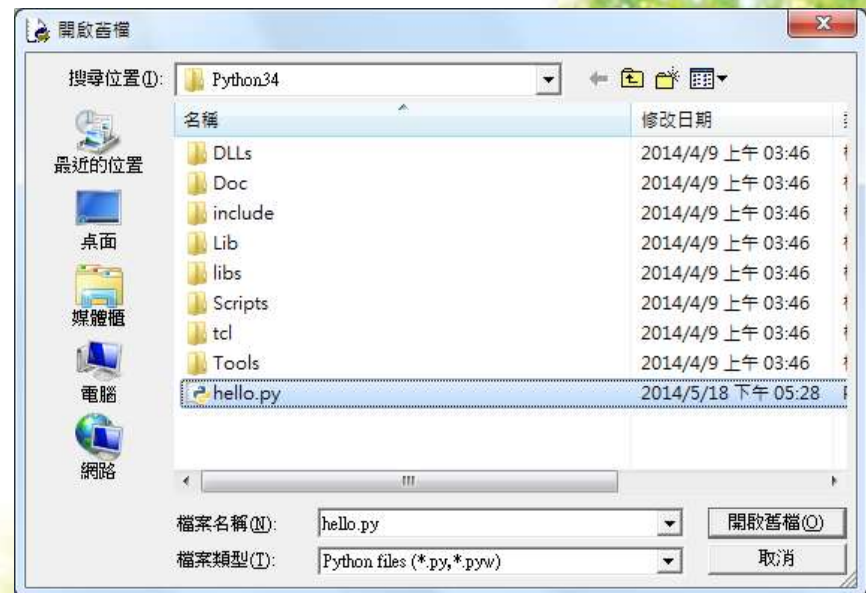 開啟舊檔
搜尋位置(I): Python34
名稱 修改日期
DLLs 2014/4/9 上午 03:46
Doc 2014/4/9 上午 03:46
include 2014/4/9 上午 03:46
Lib 2014/4/9 上午 03:46
libs 2014/4/9 上午 03:46
Scripts 2014/4/9 上午 03:46
tcl 2014/4/9 上午 03:46
Tools 2014/4/9 上午 03:46
hello.py 2014/5/18 下午 05:28
最近的位置
桌面
媒體櫃
電腦
網路
檔案名稱(N): hello.py 開啟舊檔(O)
檔案類型(T): Python files (*.py,*.pyw) 取消